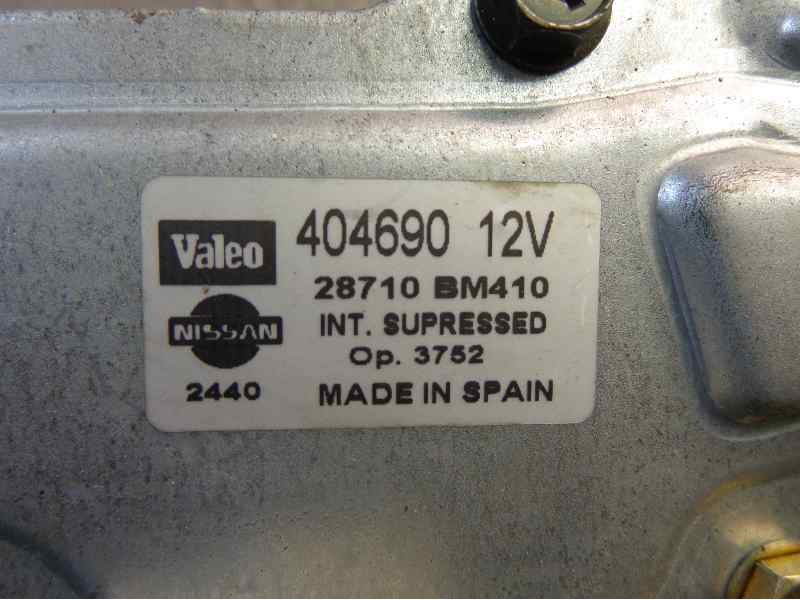 Valeo 404690 12V
28710 BM410
NISSAN INT. SUPRESSED
Op. 3752
2440 MADE IN SPAIN